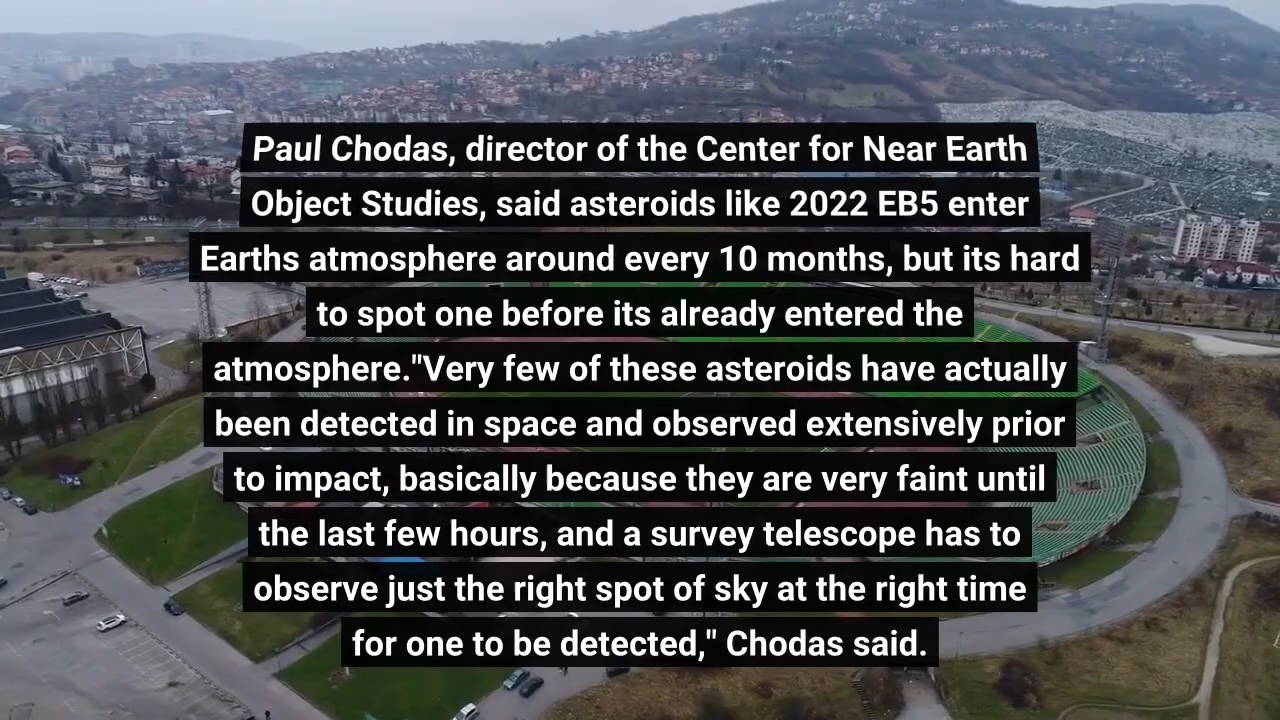 Paul Chodas, director of the Center for Near Earth
Object Studies, said asteroids like 2022 EB5 enter
Earths atmosphere around every 10 months, but its hard
to spot one before its already entered the
atmosphere."Very few of these asteroids have actually
been detected in space and observed extensively prior
to impact, basically because they are very faint until
the last few hours, and a survey telescope has to
observe just the right spot of sky at the right time
for one to be detected," Chodas said.